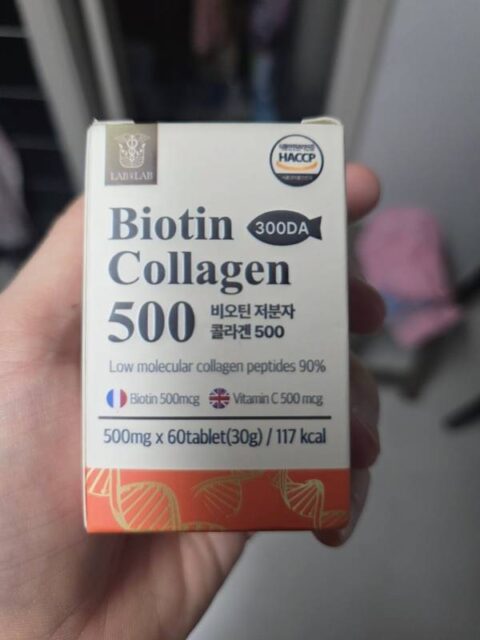 LAB&LAB
HACCP
Biotin
300DA
Collagen
500
비오틴 저분자
콜라겐 500
Low molecular collagen peptides 90%
Biotin 500mcg
Vitamin C 500 mcg
500mg x 60tablet(30g) / 117 kcal